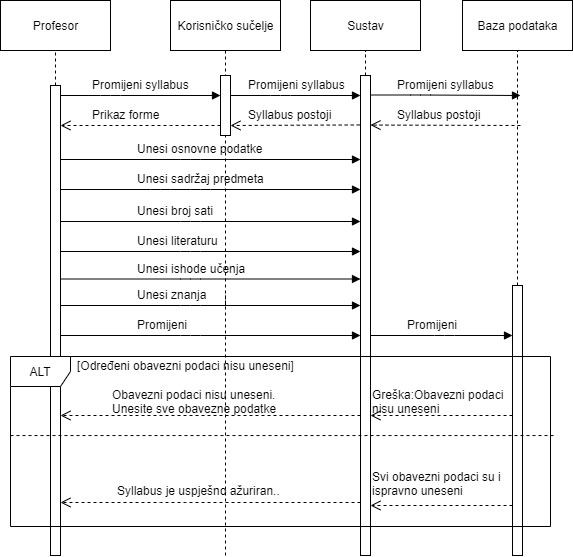 Profesor
Korisničko sučelje
Sustav
Baza podataka
Promijeni syllabus
Promijeni syllabus
Promijeni syllabus
Prikaz forme
Syllabus postoji
Syllabus postoji
Unesi osnovne podatke
Unesi sadržaj predmeta
Unesi broj sati
Unesi literaturu
Unesi ishode učenja
Unesi znanja
Promijeni
Promijeni
ALT
[Određeni obavezni podaci nisu uneseni]
Obavezni podaci nisu uneseni.
Unesite sve obavezne podatke
Greška:Obavezni podaci
nisu uneseni
Syllabus je uspješno ažuriran..
Svi obavezni podaci su i
ispravno uneseni